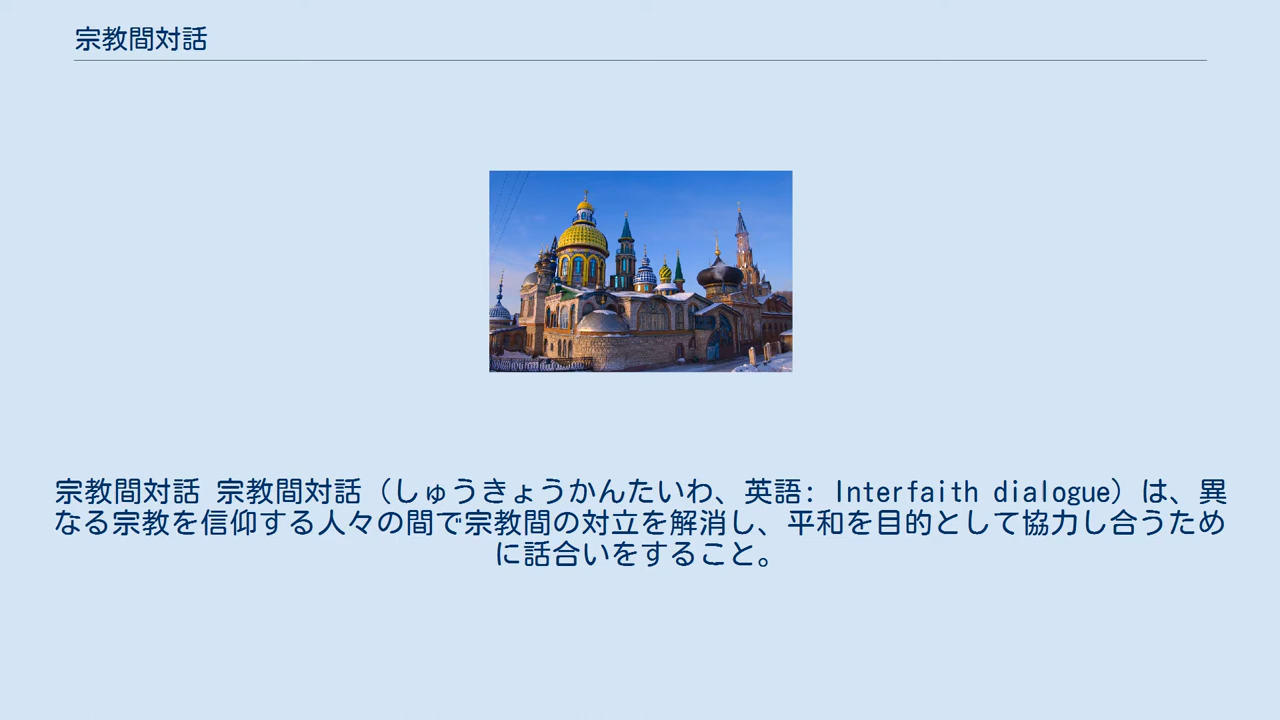 宗教間対話
宗教間対話 宗教間対話（しゅうきょうかんたいわ、英語: Interfaith dialogue）は、異
なる宗教を信仰する人々の間で宗教間の対立を解消し、平和を目的として協力し合うため
に話合いをすること。